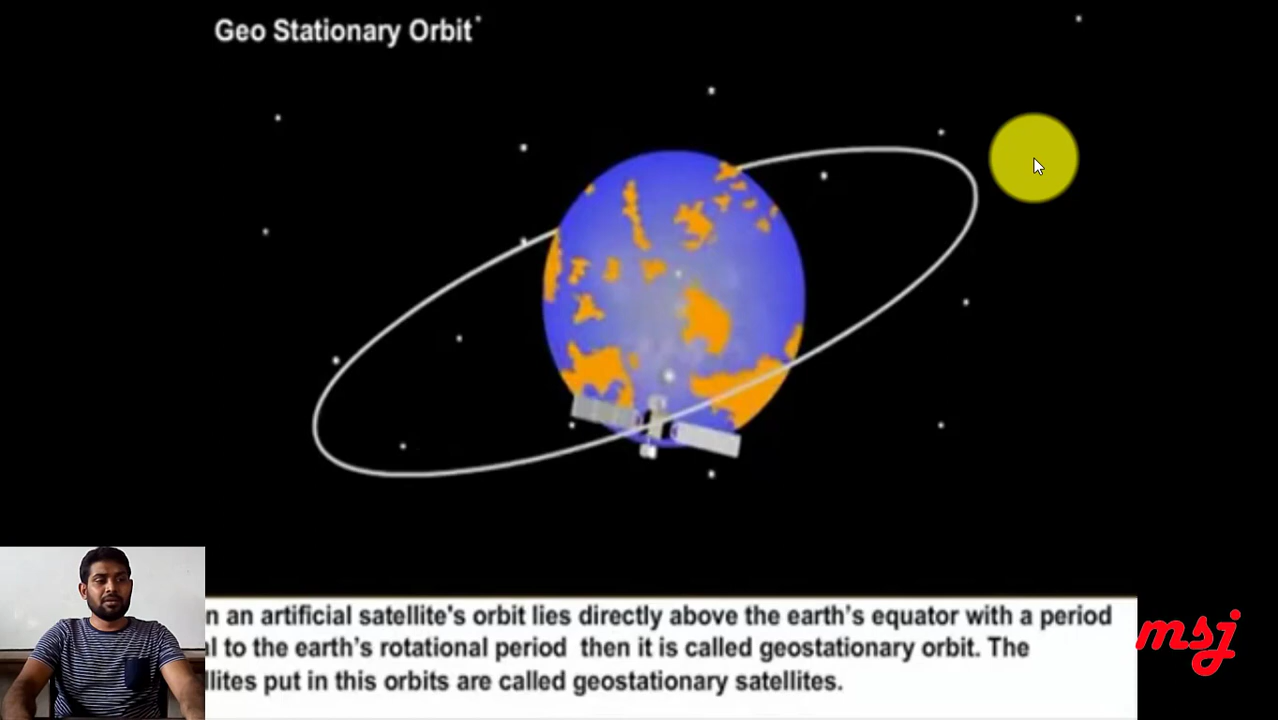 Geo Stationary Orbit
n an artificial satellite's orbit lies directly above the earth's equator with a period
l to the earth's rotational period then it is called geostationary orbit. The
llites put in this orbits are called geostationary satellites.
msj